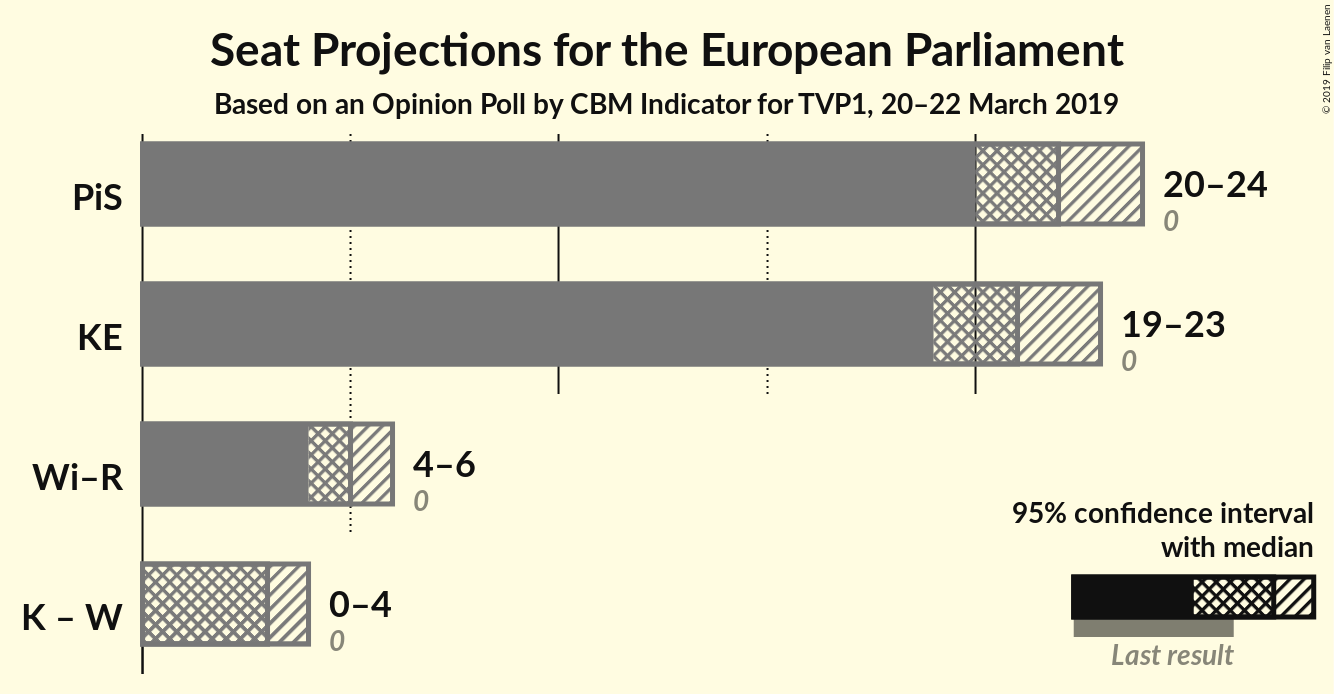 Seat Projections for the European Parliament
Based on an Opinion Poll by CBM Indicator for TVP1, 20–22 March 2019
© 2019 Filip van Laenen
PiS
20–24
0
KE
19–23
0
Wi–R
4–6
0
K – W
0–4
0
95% confidence interval
with median
Last result